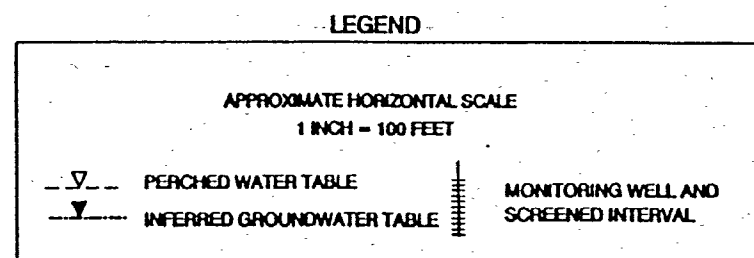 LEGEND
APPROXIMATE HORIZONTAL SCALE
1 INCH = 100 FEET
PERCHED WATER TABLE
INFERRED GROUNDWATER TABLE
MONITORING WELL AND
SCREENED INTERVAL